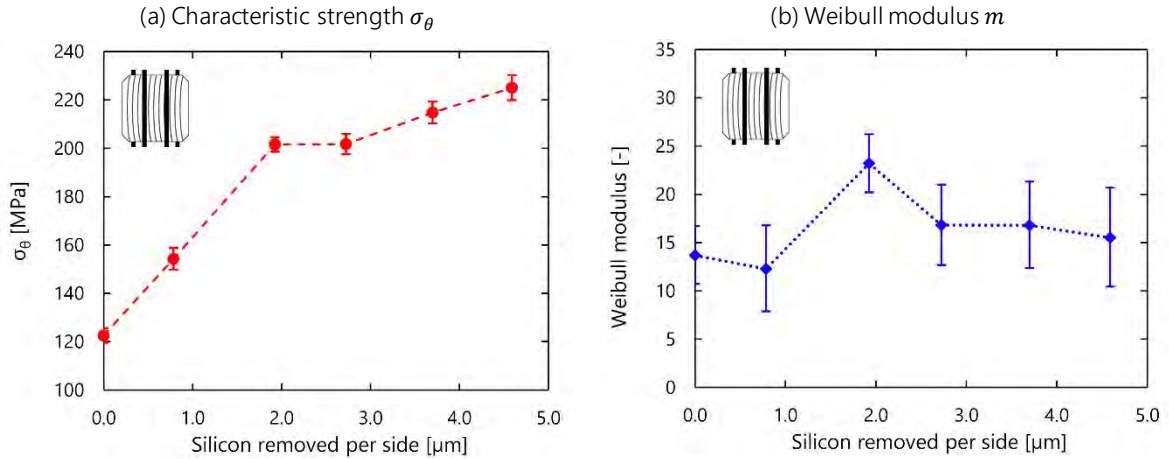 (a) Characteristic strength σθ
240
220
200
180
160
140
120
100
σθ [MPa]
0.0 1.0 2.0 3.0 4.0 5.0
Silicon removed per side [µm]
(b) Weibull modulus m
35
30
25
20
15
10
5
0
Weibull modulus [-]
0.0 1.0 2.0 3.0 4.0 5.0
Silicon removed per side [µm]